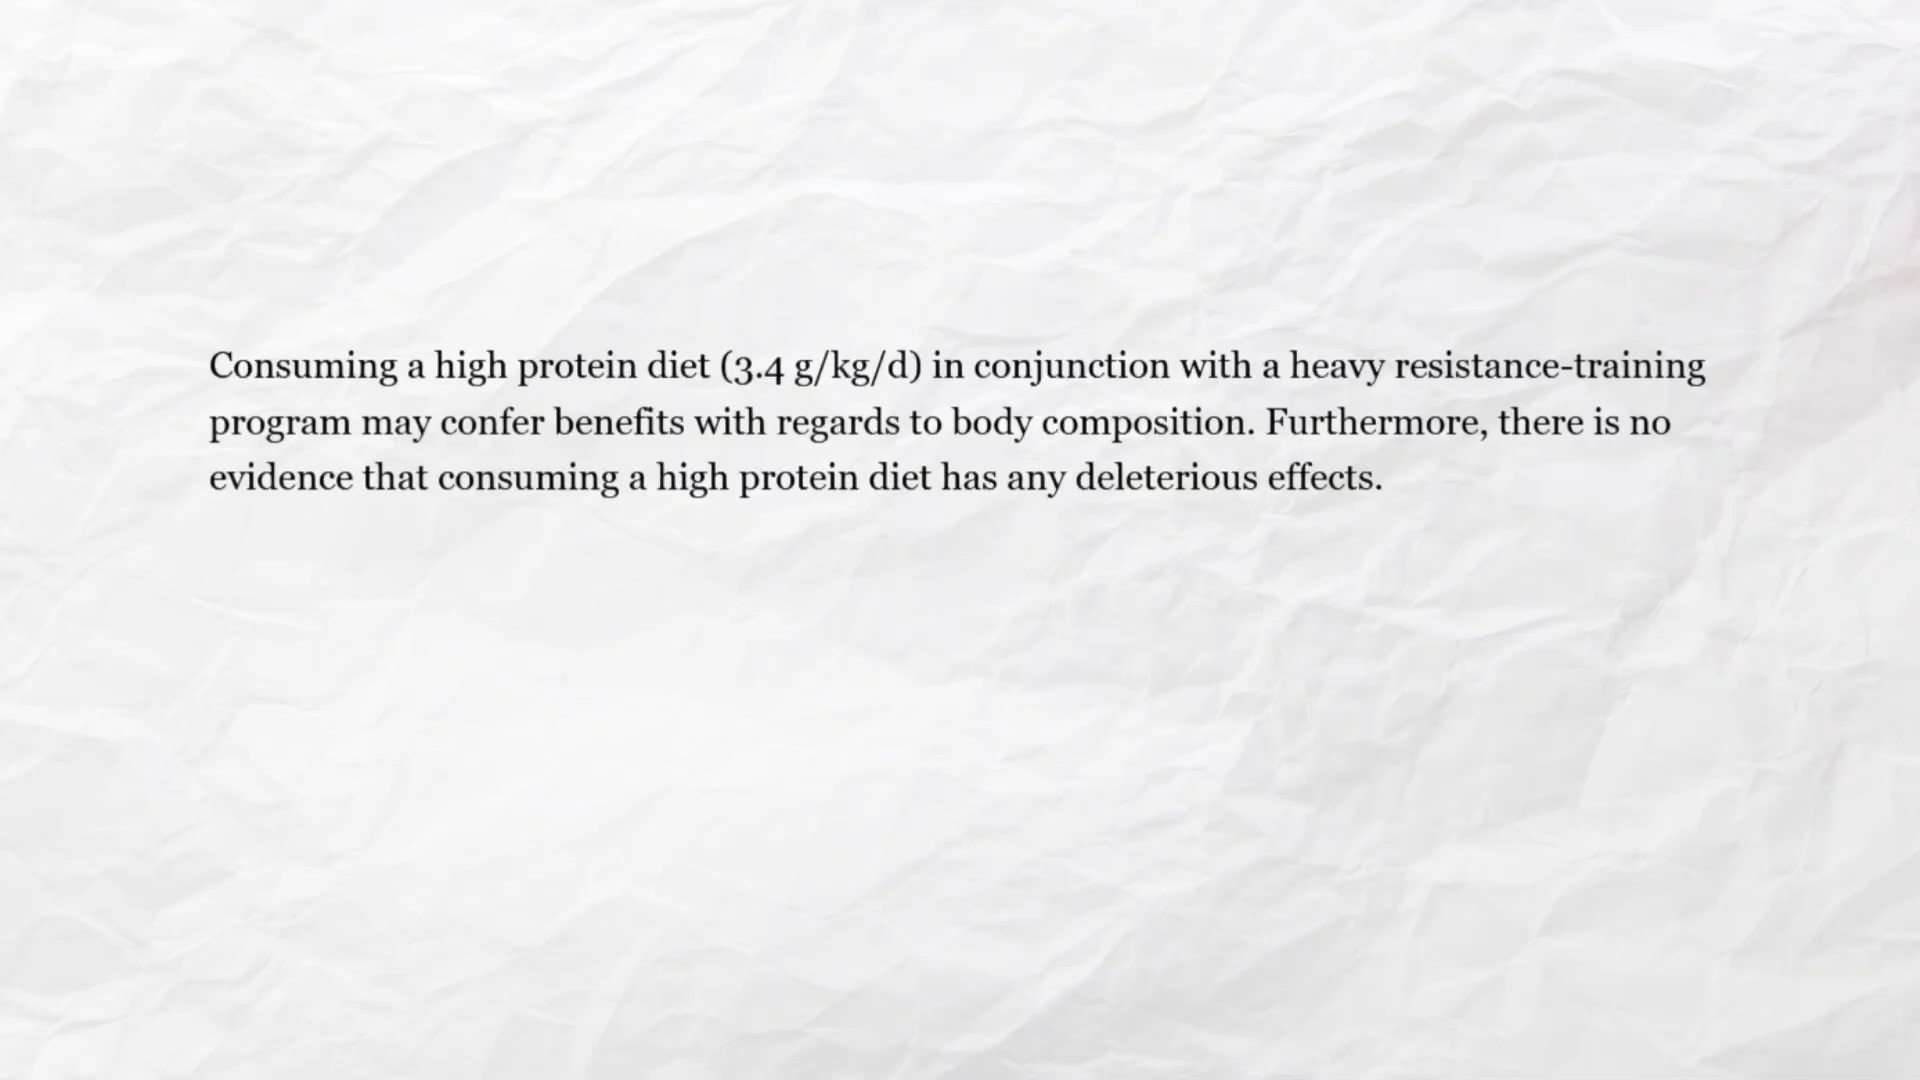 Consuming a high protein diet (3.4 g/kg/d) in conjunction with a heavy resistance-training
program may confer benefits with regards to body composition. Furthermore, there is no
evidence that consuming a high protein diet has any deleterious effects.